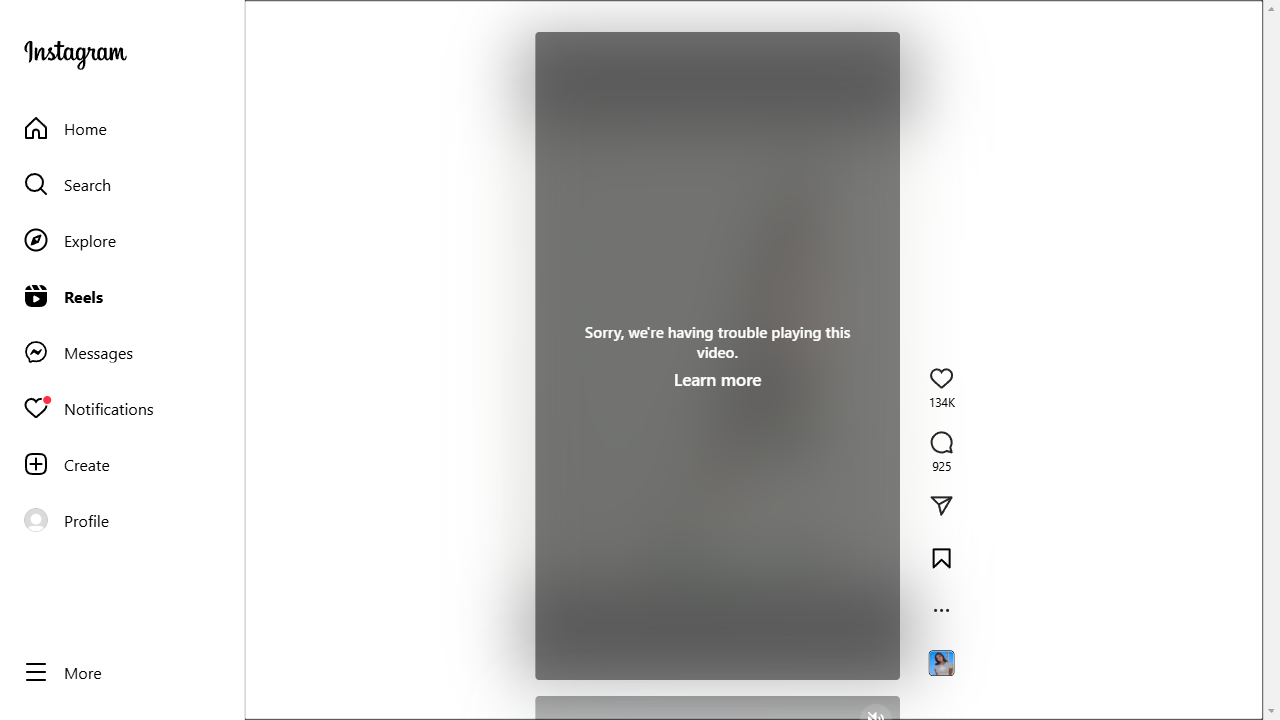 Instagram
Home
Search
Explore
Reels
Messages
Notifications
Create
Profile
More
Sorry, we're having trouble playing this
video.
Learn more
134K
925